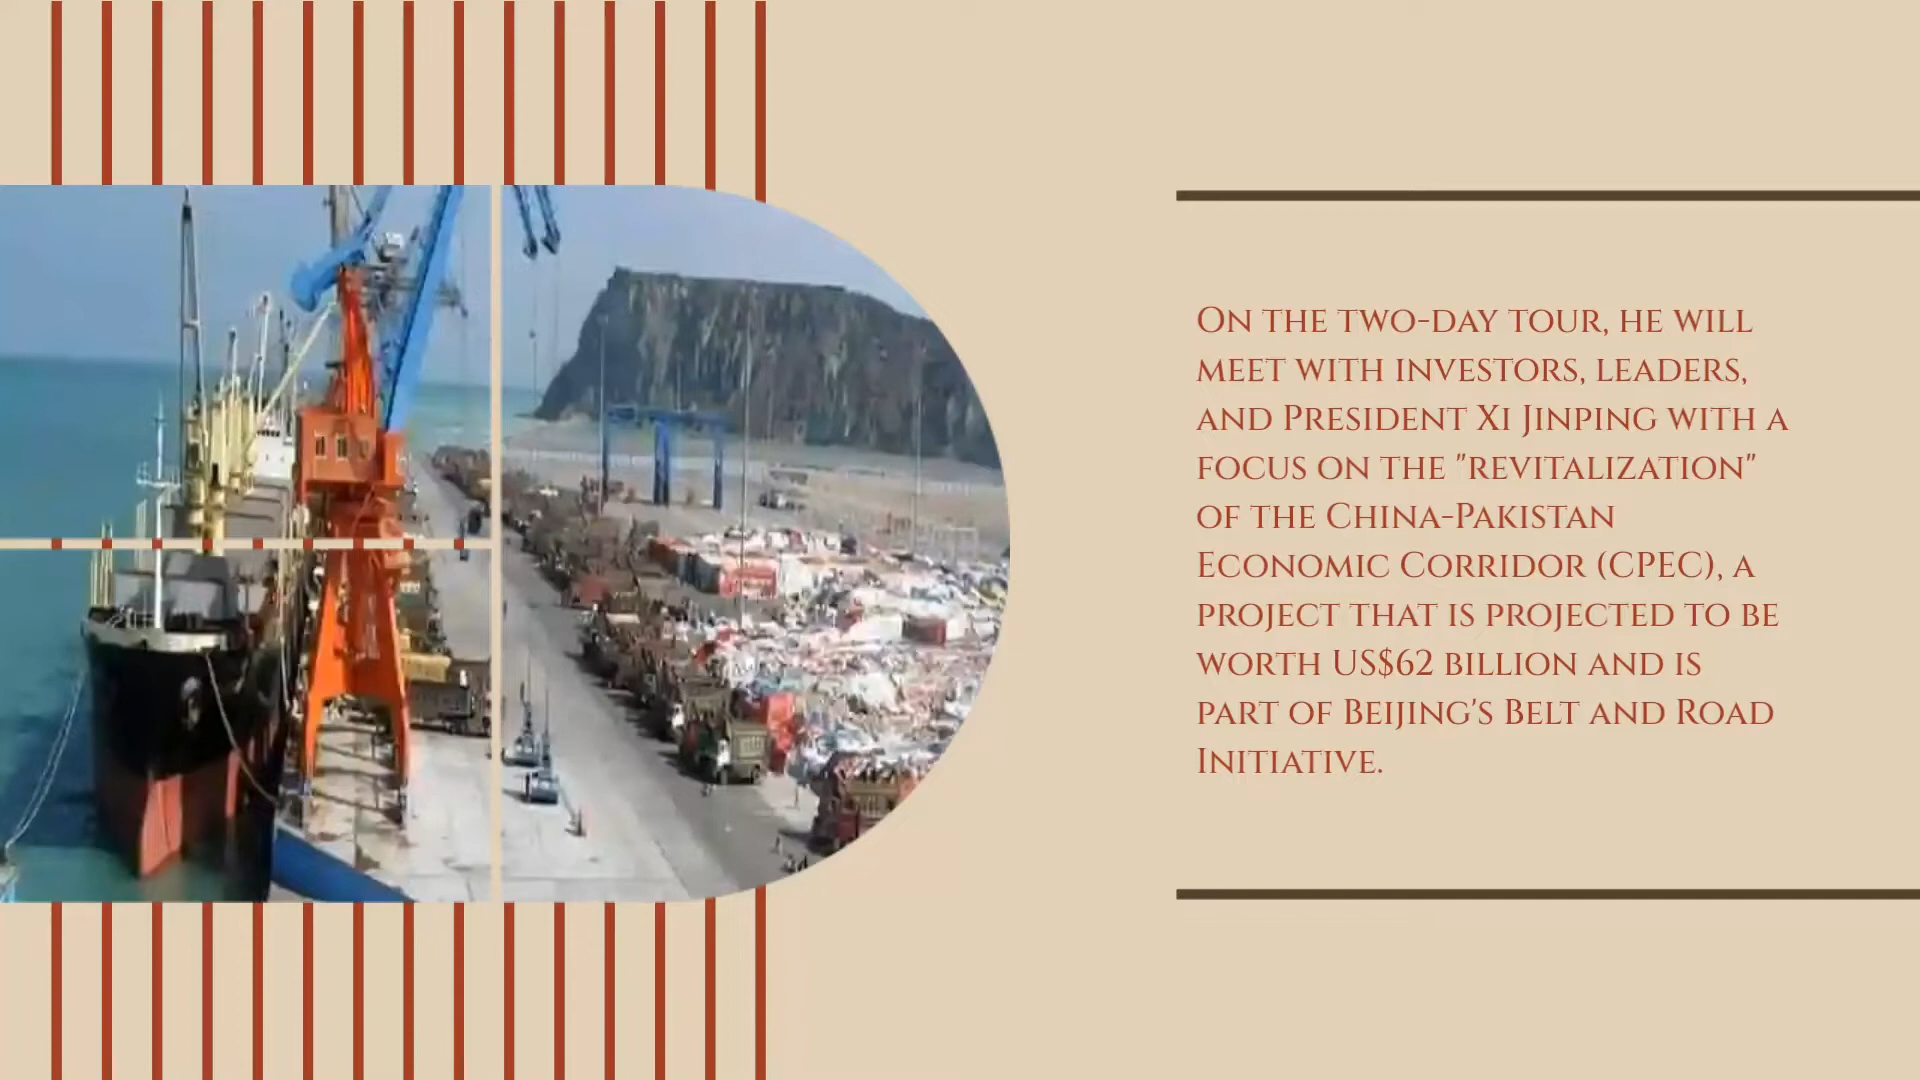 On the two-day tour, he will
meet with investors, leaders,
and President Xi Jinping with a
focus on the "revitalization"
of the China-Pakistan
Economic Corridor (CPEC), a
project that is projected to be
worth US$62 billion and is
part of Beijing's Belt and Road
Initiative.